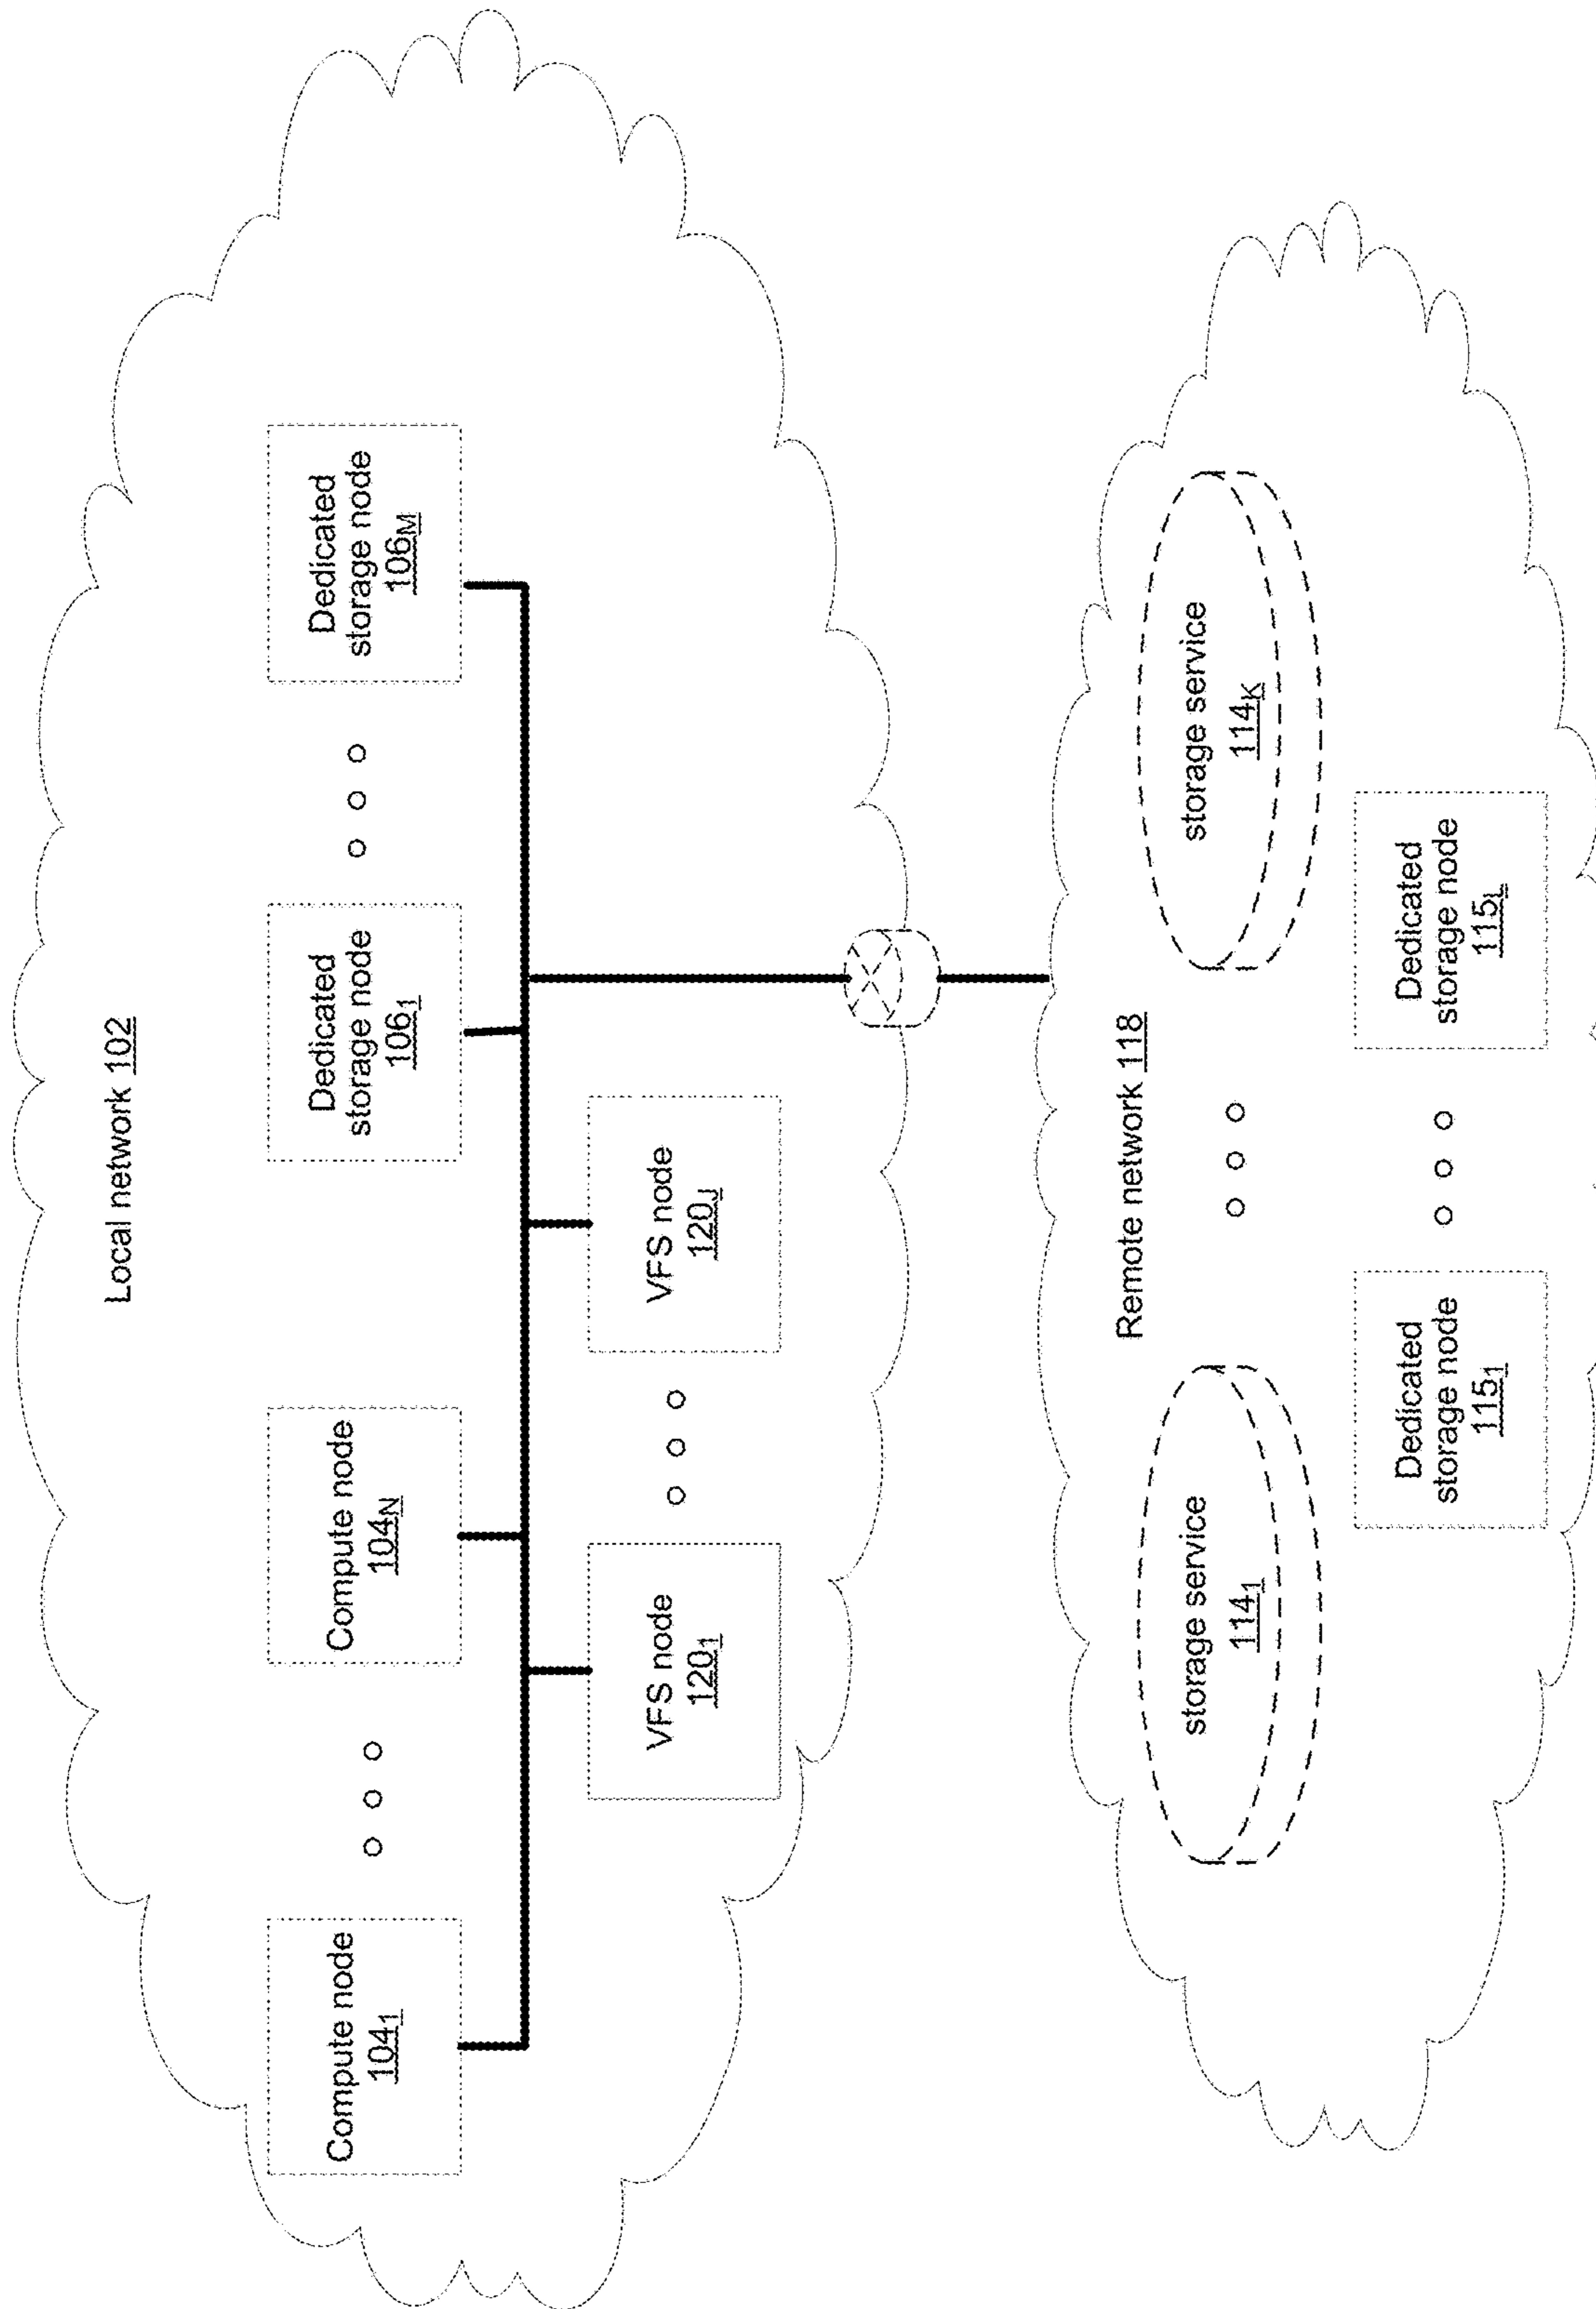 Local network 102
Compute node
104₁
Compute node
104N
Dedicated
storage node
106₁
Dedicated
storage node
106M
VFS node
120₁
VFS node
120J
Remote network 118
storage service
114₁
storage service
114K
Dedicated
storage node
115₁
Dedicated
storage node
115L